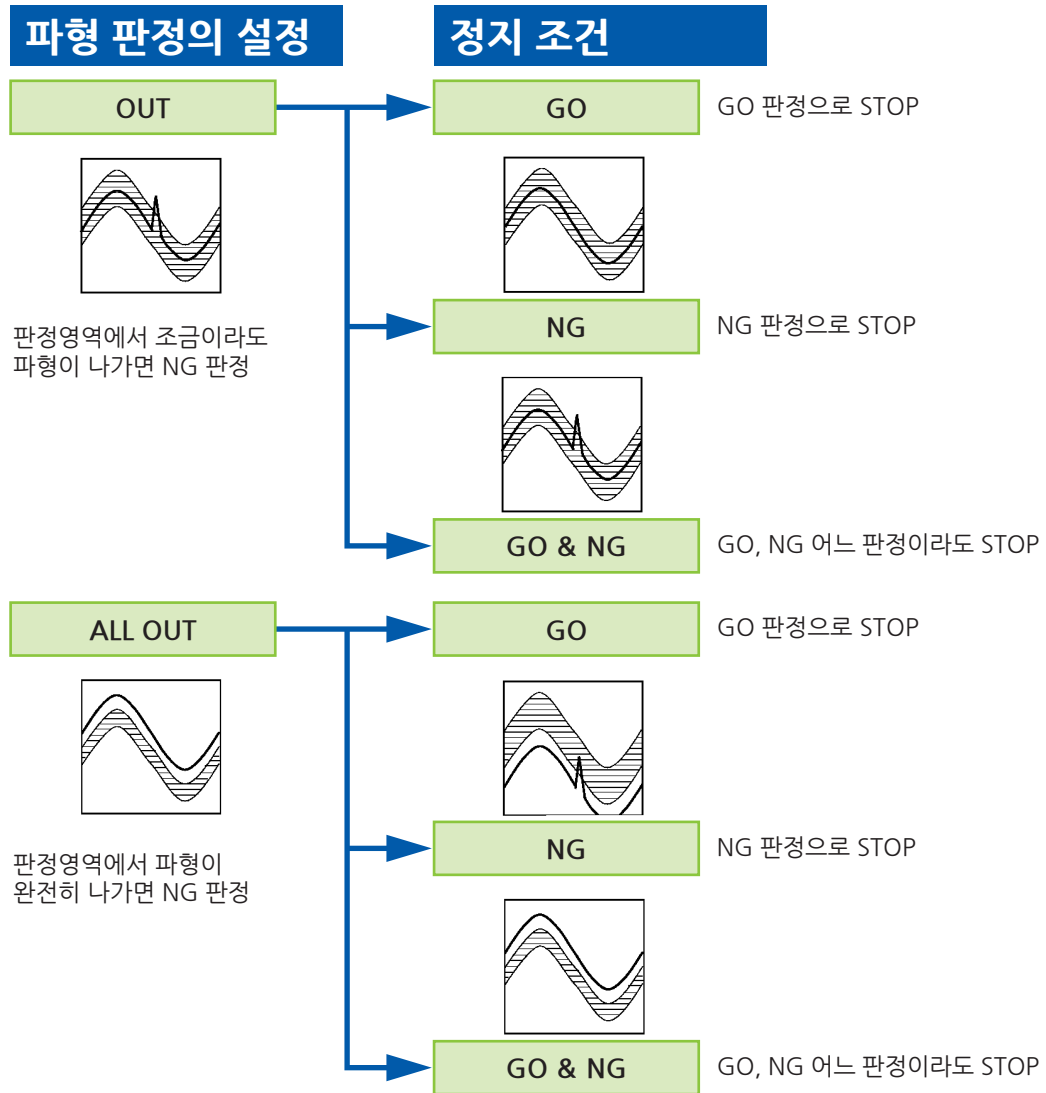 파형 판정의 설정
정지 조건
OUT
GO
GO 판정으로 STOP
판정영역에서 조금이라도
파형이 나가면 NG 판정
NG
NG 판정으로 STOP
GO & NG
GO, NG 어느 판정이라도 STOP
ALL OUT
GO
GO 판정으로 STOP
판정영역에서 파형이
완전히 나가면 NG 판정
NG
NG 판정으로 STOP
GO & NG
GO, NG 어느 판정이라도 STOP